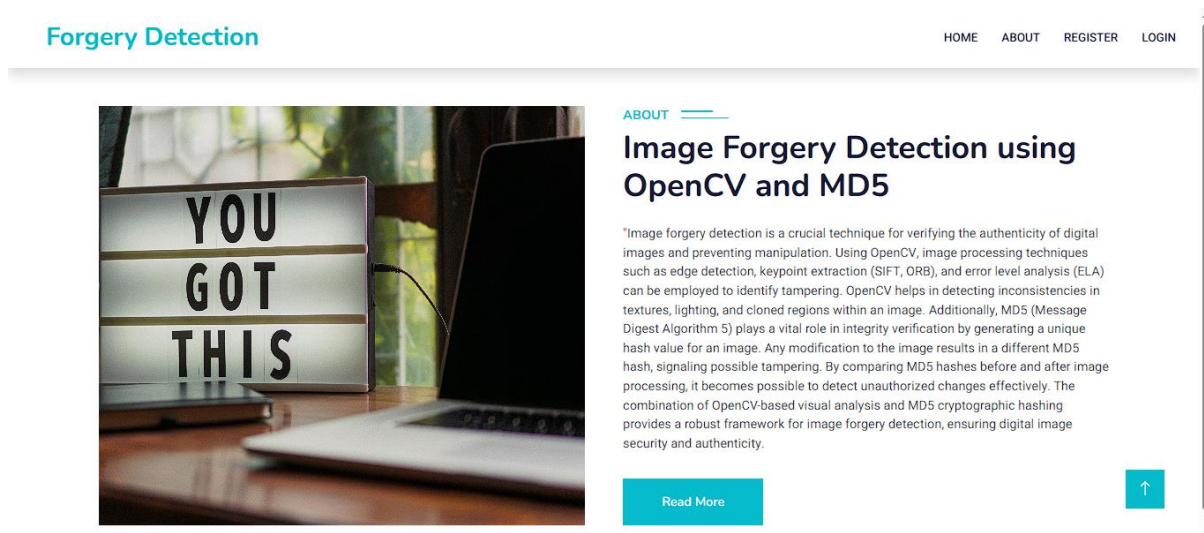 Forgery Detection
HOME ABOUT REGISTER LOGIN
YOU
GOT
THIS
ABOUT
Image Forgery Detection using
OpenCV and MD5
"Image forgery detection is a crucial technique for verifying the authenticity of digital
images and preventing manipulation. Using OpenCV, image processing techniques
such as edge detection, keypoint extraction (SIFT, ORB), and error level analysis (ELA)
can be employed to identify tampering. OpenCV helps in detecting inconsistencies in
textures, lighting, and cloned regions within an image. Additionally, MD5 (Message
Digest Algorithm 5) plays a vital role in integrity verification by generating a unique
hash value for an image. Any modification to the image results in a different MD5
hash, signaling possible tampering. By comparing MD5 hashes before and after image
processing, it becomes possible to detect unauthorized changes effectively. The
combination of OpenCV-based visual analysis and MD5 cryptographic hashing
provides a robust framework for image forgery detection, ensuring digital image
security and authenticity.
Read More